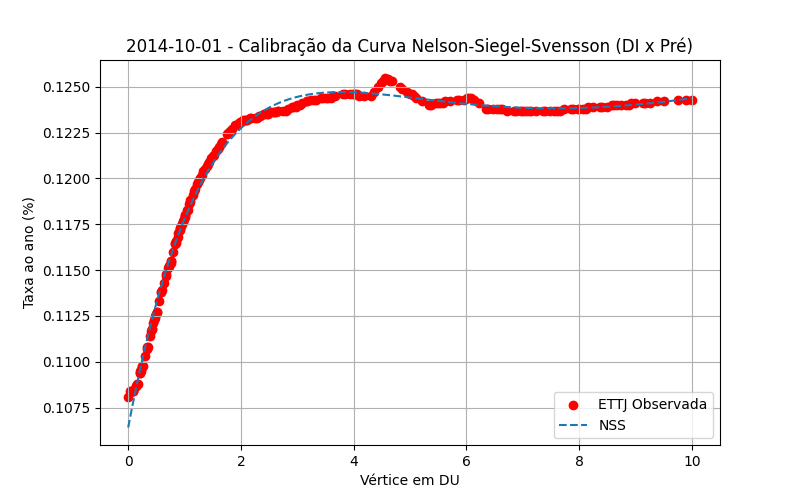 2014-10-01 - Calibração da Curva Nelson-Siegel-Svensson (DI x Pré)
Taxa ao ano (%)
0.1250
0.1225
0.1200
0.1175
0.1150
0.1125
0.1100
0.1075
ETTJ Observada
NSS
0 2 4 6 8 10
Vértice em DU